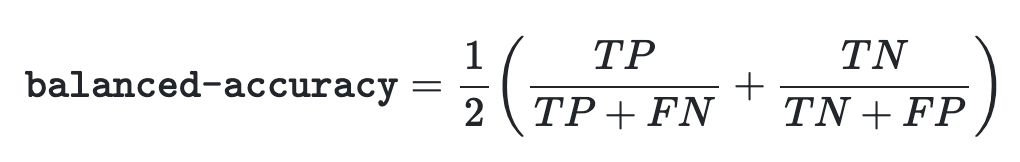 balanced-accuracy = 1/2 ( TP/(TP + FN) + TN/(TN + FP) )